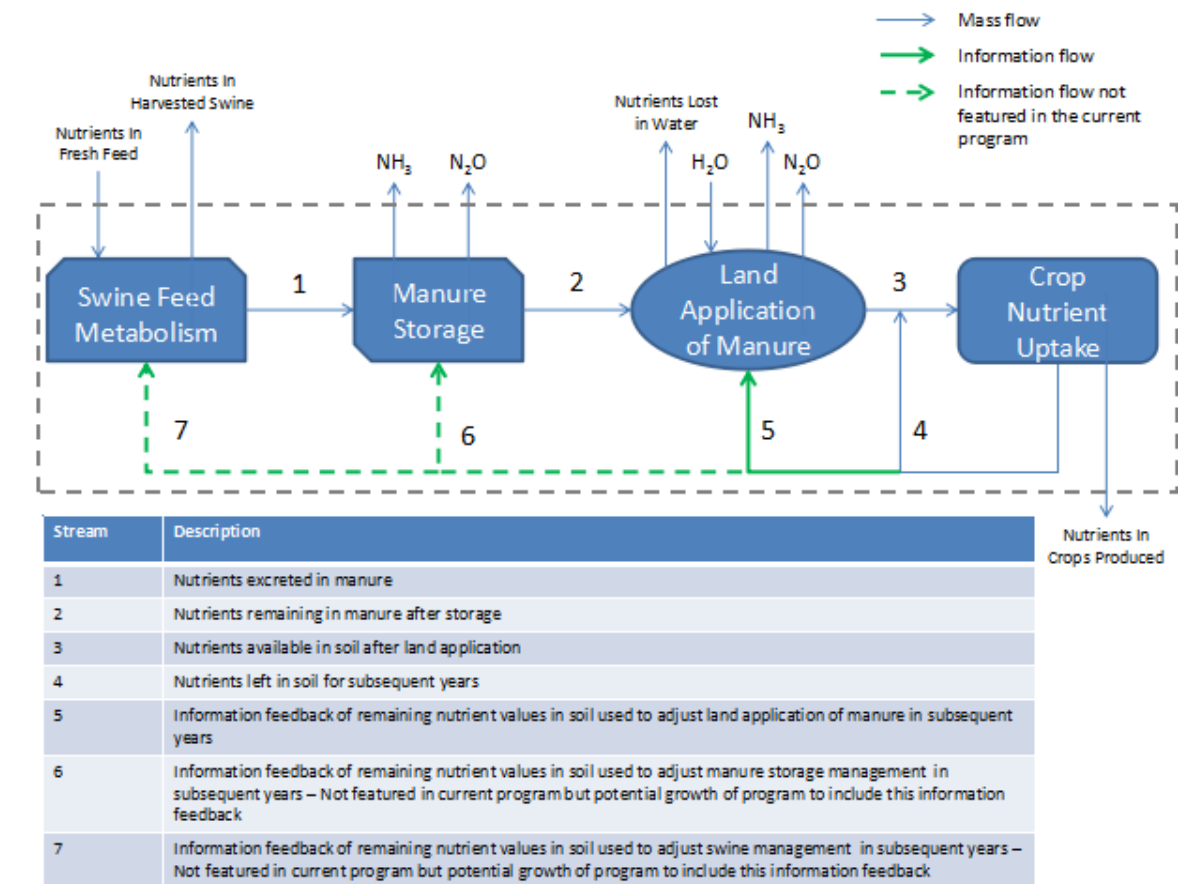 Mass flow
Information flow
Information flow not
featured in the current
program
Nutrients In
Harvested Swine
Nutrients In
Fresh Feed
NH₃
N₂O
Nutrients Lost
in Water
H₂O
NH₃
N₂O
Swine Feed
Metabolism
1
Manure
Storage
2
Land
Application
of Manure
3
Crop
Nutrient
Uptake
7
6
5
4
Nutrients In
Crops Produced
Stream Description
1 Nutrients excreted in manure
2 Nutrients remaining in manure after storage
3 Nutrients available in soil after land application
4 Nutrients left in soil for subsequent years
5 Information feedback of remaining nutrient values in soil used to adjust land application of manure in subsequent
years
6 Information feedback of remaining nutrient values in soil used to adjust manure storage management in
subsequent years – Not featured in current program but potential growth of program to include this information
feedback
7 Information feedback of remaining nutrient values in soil used to adjust swine management in subsequent years –
Not featured in current program but potential growth of program to include this information feedback